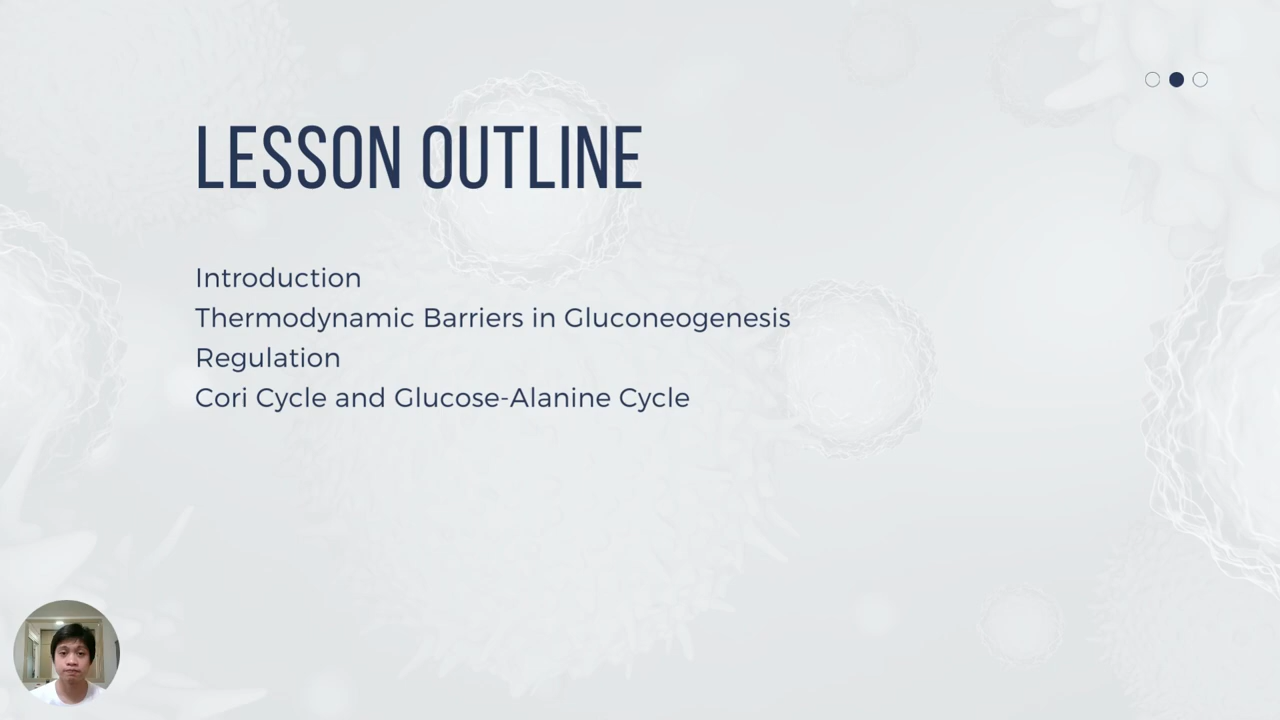 LESSON OUTLINE
Introduction
Thermodynamic Barriers in Gluconeogenesis
Regulation
Cori Cycle and Glucose-Alanine Cycle